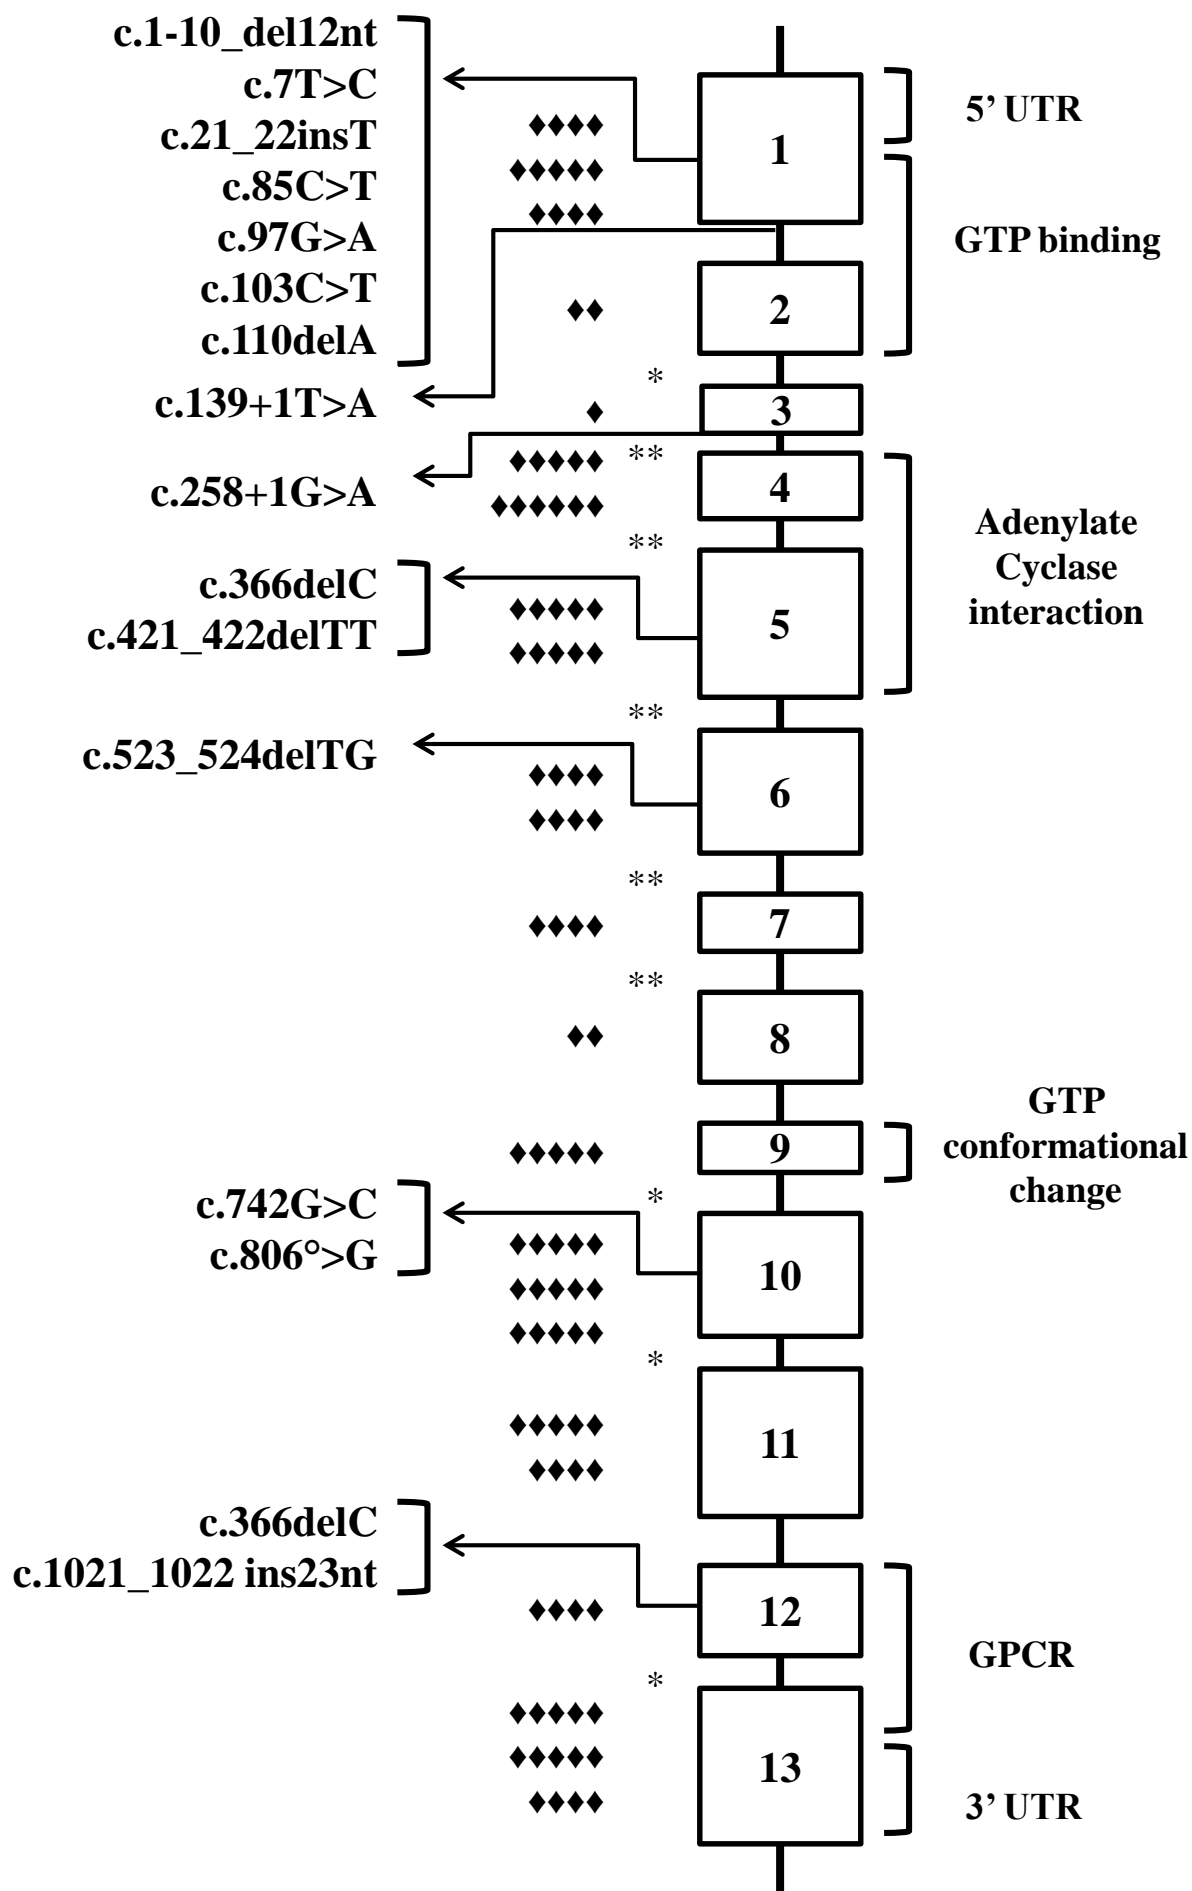 c.1-10_del12nt
c.7T>C
c.21_22insT
c.85C>T
c.97G>A
c.103C>T
c.110delA
c.139+1T>A
c.258+1G>A
c.366delC
c.421_422delTT
c.523_524delTG
c.742G>C
c.806°>G
c.366delC
c.1021_1022 ins23nt
♦♦♦♦
♦♦♦♦♦
♦♦♦♦
♦♦
*
♦
**
♦♦♦♦♦
♦♦♦♦♦♦
**
♦♦♦♦♦
♦♦♦♦♦
**
♦♦♦♦
♦♦♦♦
**
♦♦♦♦
**
♦♦
♦♦♦♦♦
*
♦♦♦♦♦
♦♦♦♦♦
♦♦♦♦♦
*
♦♦♦♦♦
♦♦♦♦
♦♦♦♦
*
♦♦♦♦♦
♦♦♦♦♦
♦♦♦♦
1
2
3
4
5
6
7
8
9
10
11
12
13
5’ UTR
GTP binding
Adenylate
Cyclase
interaction
GTP
conformational
change
GPCR
3’ UTR